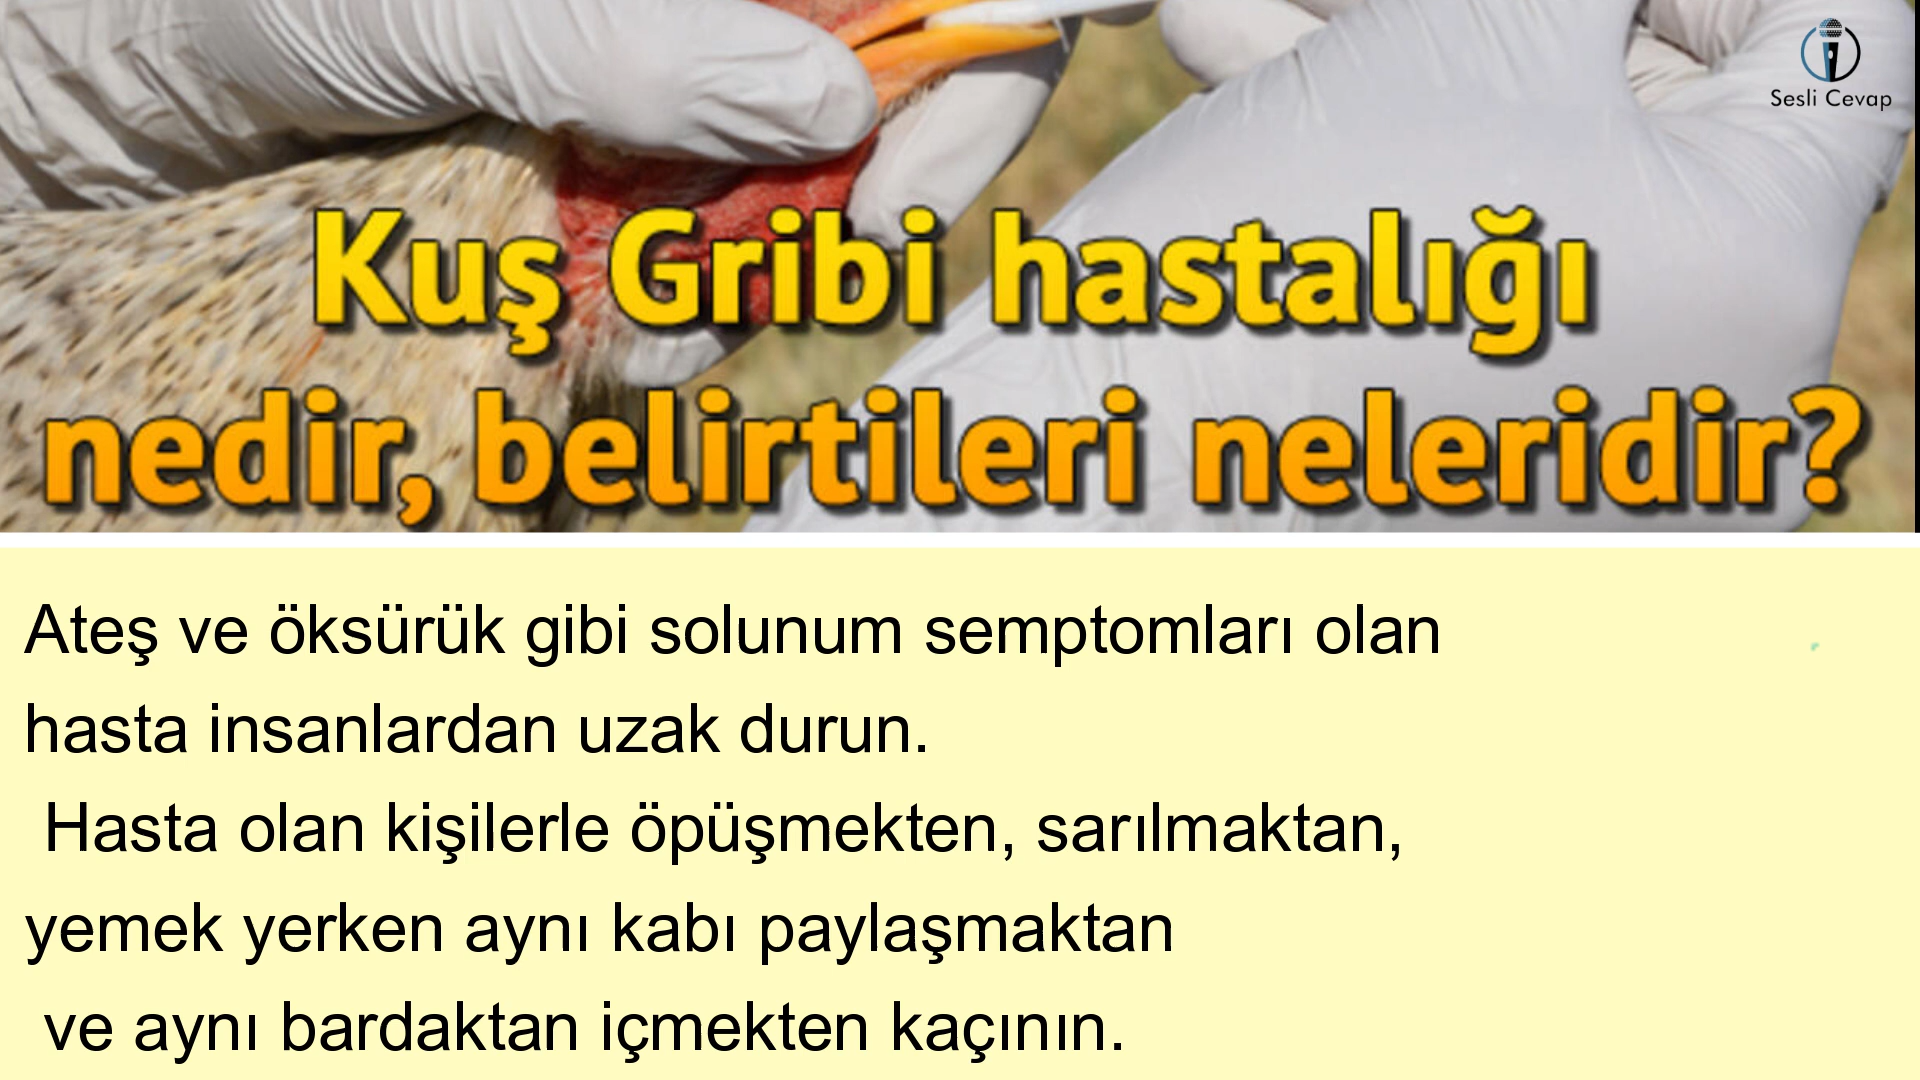 Sesli Cevap
Kuş Gribi hastalığı
nedir, belirtileri neleridir?
Ateş ve öksürük gibi solunum semptomları olan
hasta insanlardan uzak durun.
Hasta olan kişilerle öpüşmekten, sarılmaktan,
yemek yerken aynı kabı paylaşmaktan
ve aynı bardaktan içmekten kaçının.